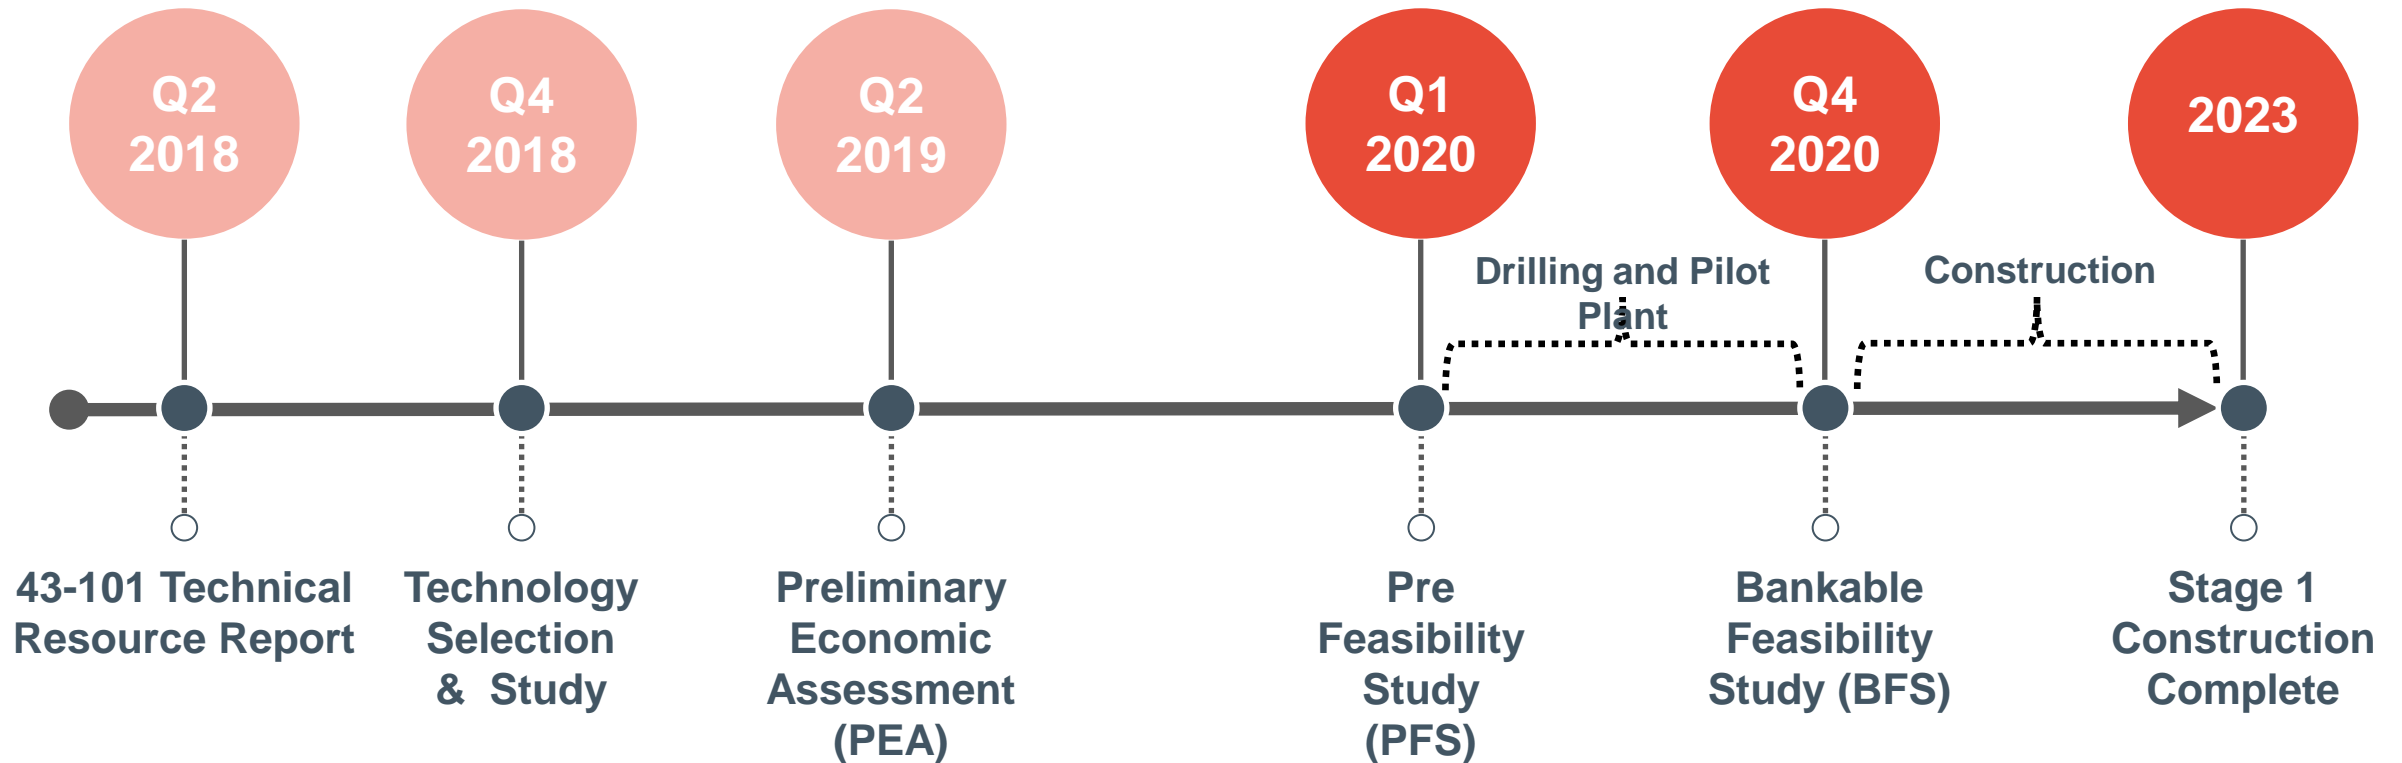 Q2
2018
Q4
2018
Q2
2019
Q1
2020
Q4
2020
2023
Drilling and Pilot
Plant
Construction
43-101 Technical
Resource Report
Technology
Selection
& Study
Preliminary
Economic
Assessment
(PEA)
Pre
Feasibility
Study
(PFS)
Bankable
Feasibility
Study (BFS)
Stage 1
Construction
Complete